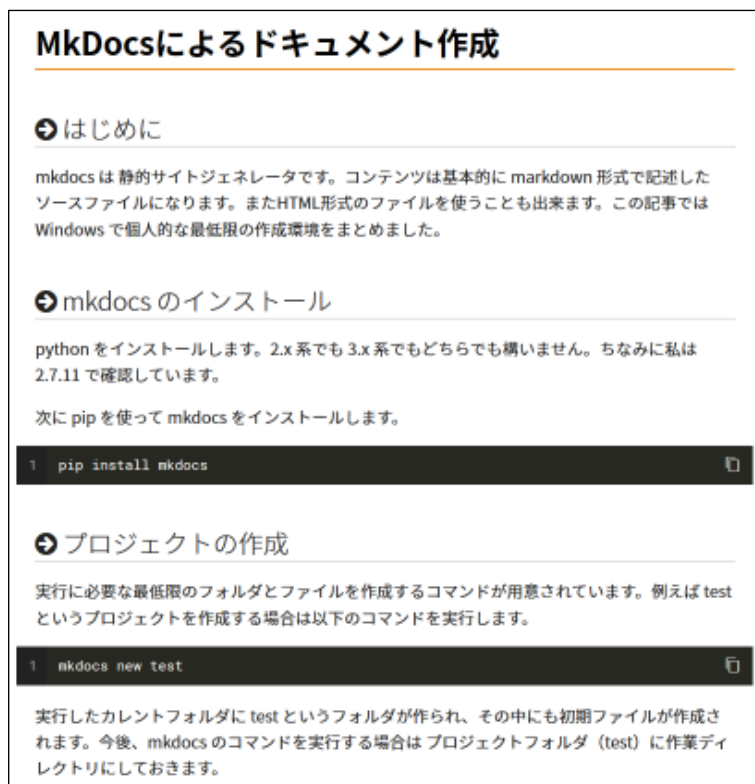 MkDocsによるドキュメント作成
はじめに
mkdocs は 静的サイトジェネレータです。コンテンツは基本的に markdown 形式で記述した
ソースファイルになります。またHTML形式のファイルを使うことも出来ます。この記事では
Windows で個人的な最低限の作成環境をまとめました。
mkdocs のインストール
python をインストールします。2.x 系でも 3.x 系でもどちらでも構いません。ちなみに私は
2.7.11 で確認しています。
次に pip を使って mkdocs をインストールします。
1 pip install mkdocs
プロジェクトの作成
実行に必要な最低限のフォルダとファイルを作成するコマンドが用意されています。例えば test
というプロジェクトを作成する場合は以下のコマンドを実行します。
1 mkdocs new test
実行したカレントフォルダに test というフォルダが作られ、その中にも初期ファイルが作成さ
れます。今後、mkdocs のコマンドを実行する場合は プロジェクトフォルダ（test）に作業ディ
レクトリにしておきます。